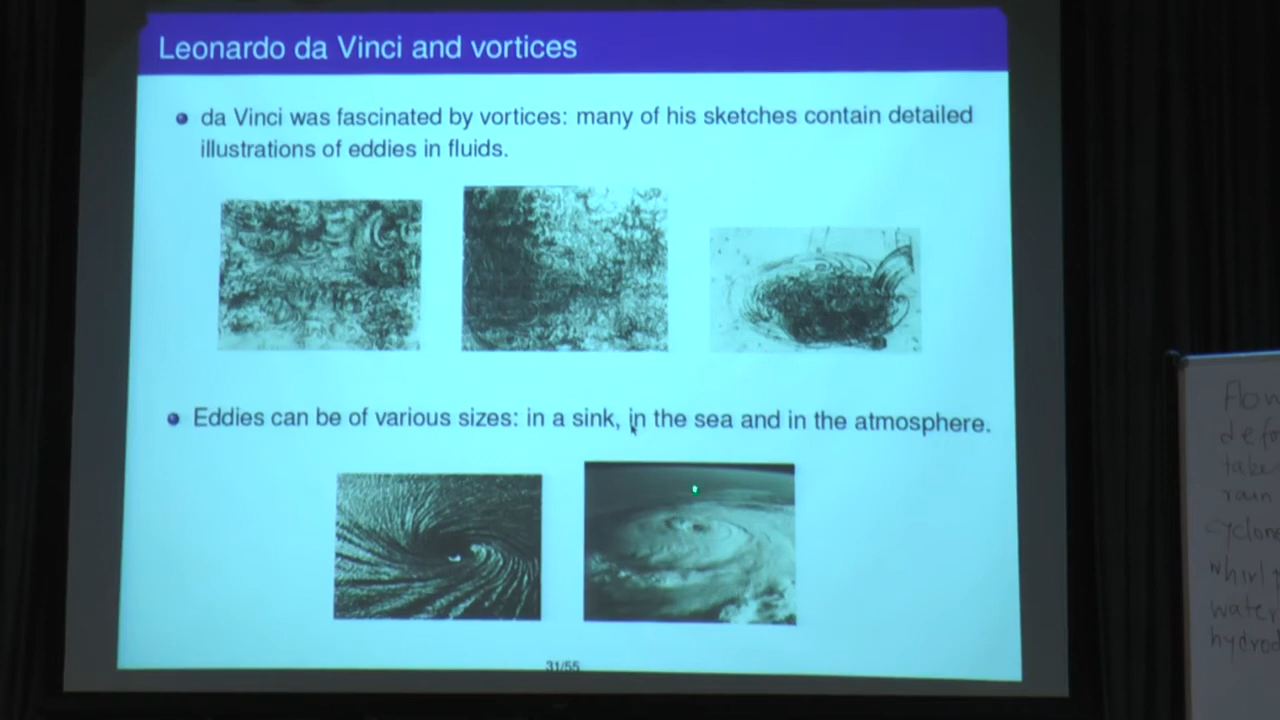 Leonardo da Vinci and vortices
da Vinci was fascinated by vortices: many of his sketches contain detailed
illustrations of eddies in fluids.
Eddies can be of various sizes: in a sink, in the sea and in the atmosphere.
31/55
Flow
defo
take
rain
cyclone
whirl
water
hydrod